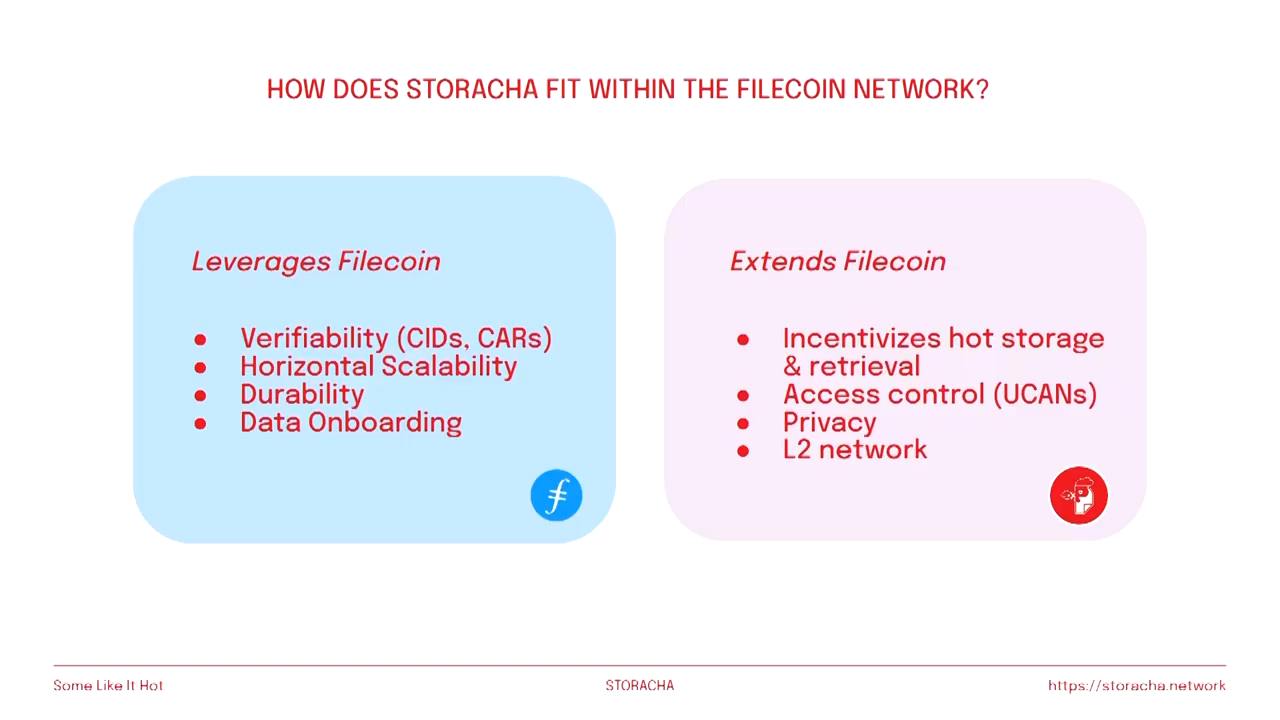 HOW DOES STORACHA FIT WITHIN THE FILECOIN NETWORK?
Leverages Filecoin
● Verifiability (CIDs, CARs)
● Horizontal Scalability
● Durability
● Data Onboarding
Extends Filecoin
● Incentivizes hot storage
& retrieval
● Access control (UCANs)
● Privacy
● L2 network
Some Like It Hot
STORACHA
https://storacha.network